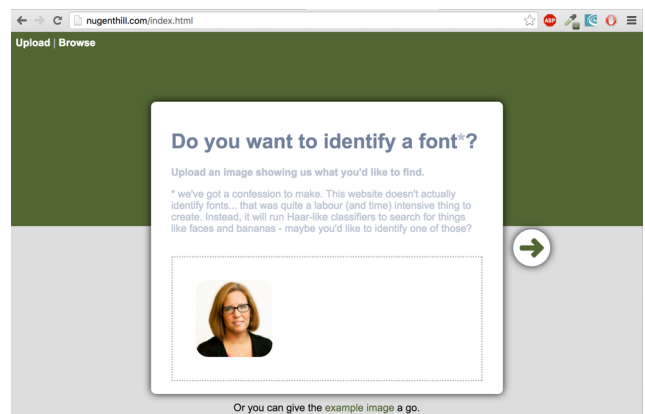 nugenthill.com/index.html
ABP
Upload | Browse
Do you want to identify a font*?
Upload an image showing us what you'd like to find.
* we've got a confession to make. This website doesn't actually
identify fonts... that was quite a labour (and time) intensive thing to
create. Instead, it will run Haar-like classifiers to search for things
like faces and bananas - maybe you'd like to identify one of those?
Or you can give the example image a go.